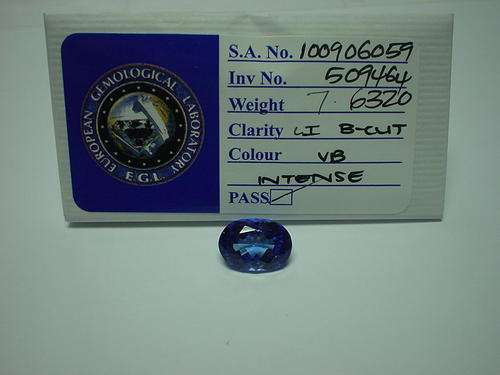 EUROPEAN GEMOLOGICAL LABORATORY
E.G.L
S.A. No. 100906059
Inv No. 509464
Weight 7.6320
Clarity LI B-CUT
Colour VB
INTENSE
PASS